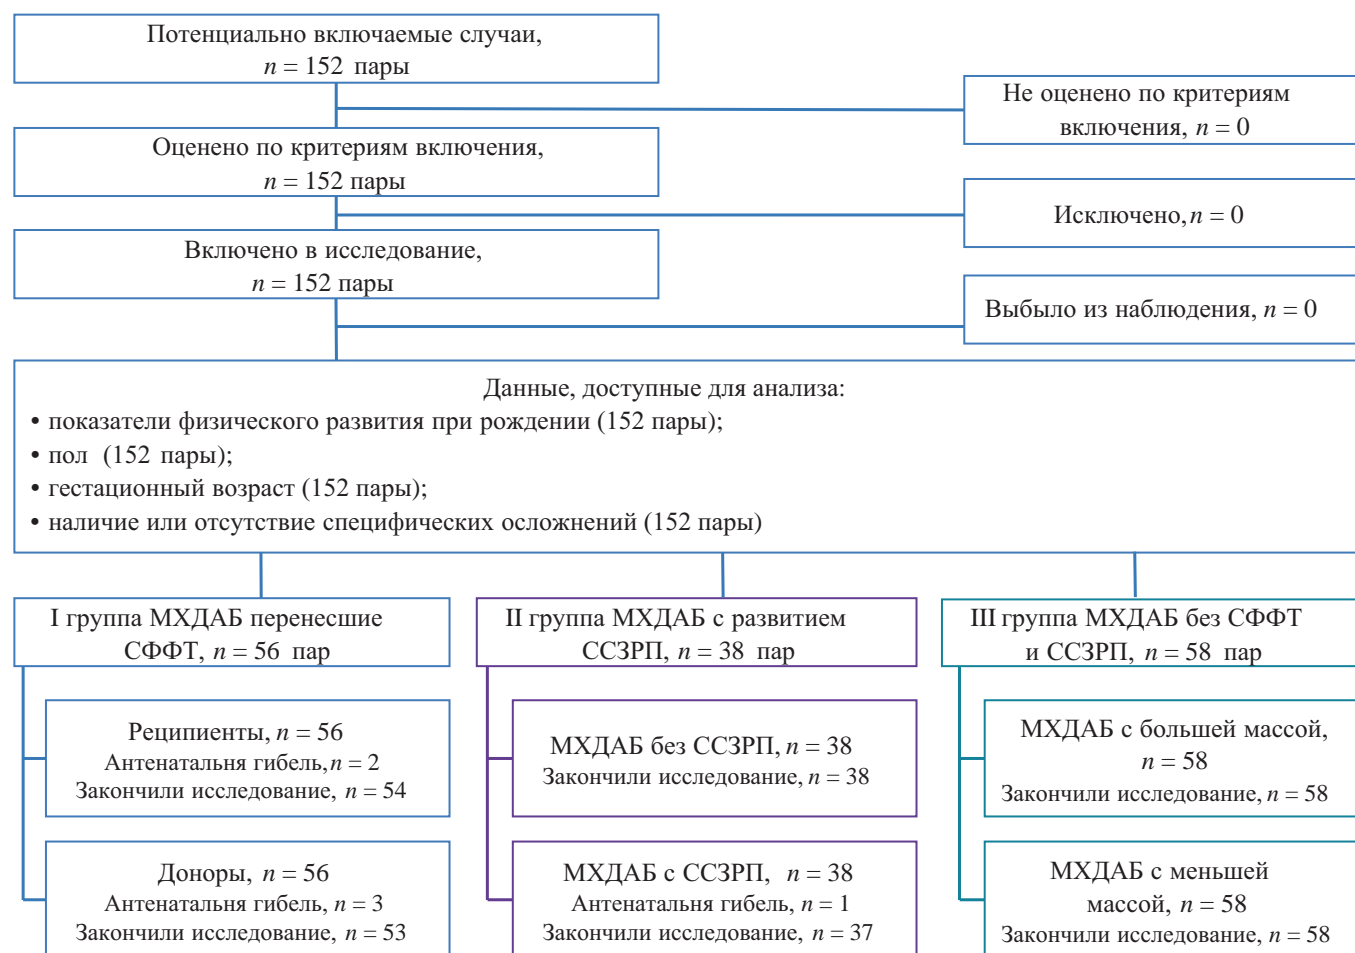 Потенциально включаемые случаи,
n = 152 пары
Не оценено по критериям
включения, n = 0
Оценено по критериям включения,
n = 152 пары
Исключено, n = 0
Включено в исследование,
n = 152 пары
Выбыло из наблюдения, n = 0
Данные, доступные для анализа:
• показатели физического развития при рождении (152 пары);
• пол (152 пары);
• гестационный возраст (152 пары);
• наличие или отсутствие специфических осложнений (152 пары)
I группа МХДАБ перенесшие
СФФТ, n = 56 пар
Реципиенты, n = 56
Антенатальня гибель, n = 2
Закончили исследование, n = 54
Доноры, n = 56
Антенатальня гибель, n = 3
Закончили исследование, n = 53
II группа МХДАБ с развитием
ССЗРП, n = 38 пар
МХДАБ без ССЗРП, n = 38
Закончили исследование, n = 38
МХДАБ с ССЗРП, n = 38
Антенатальня гибель, n = 1
Закончили исследование, n = 37
III группа МХДАБ без СФФТ
и ССЗРП, n = 58 пар
МХДАБ с большей массой,
n = 58
Закончили исследование, n = 58
МХДАБ с меньшей
массой, n = 58
Закончили исследование, n = 58